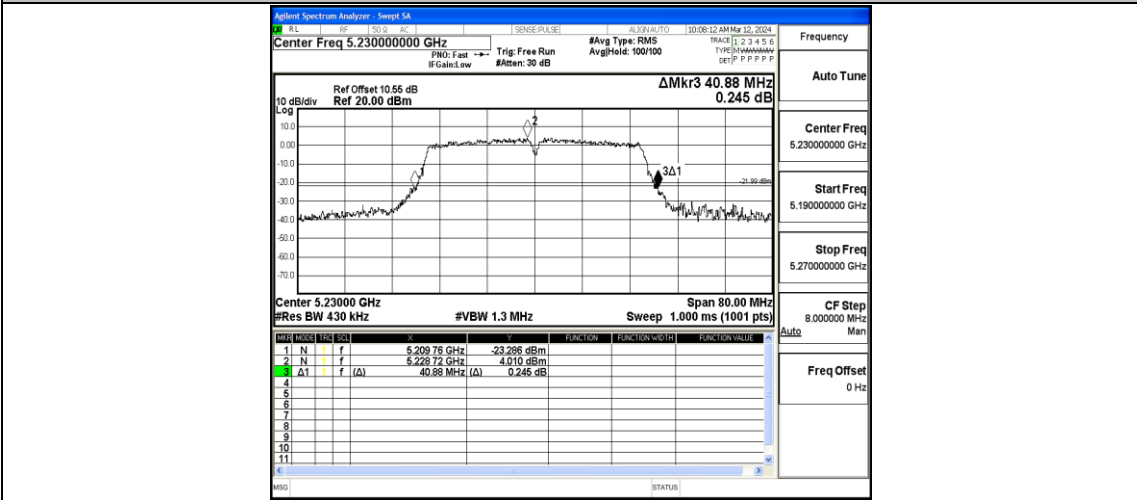 Agilent Spectrum Analyzer - Swept SA
RL RF 50 Ω AC SENSE:PULSE ALIGN AUTO 10:08:12 AM Mar 12, 2024
Center Freq 5.230000000 GHz
PNO: Fast
IFGain:Low
Trig: Free Run
#Atten: 30 dB
#Avg Type: RMS
Avg|Hold: 100/100
TRACE 1 2 3 4 5 6
TYPE MWWWWW
DET P P P P P P
Frequency
Auto Tune
ΔMkr3 40.88 MHz
0.245 dB
Ref Offset 10.55 dB
10 dB/div Ref 20.00 dBm
Log
10.0
0.00
-10.0
-20.0
-30.0
-40.0
-50.0
-60.0
-70.0
2
1
3Δ1
-21.99 dBm
Center Freq
5.230000000 GHz
Start Freq
5.190000000 GHz
Stop Freq
5.270000000 GHz
CF Step
8.000000 MHz
Auto Man
Freq Offset
0 Hz
Center 5.23000 GHz Span 80.00 MHz
#Res BW 430 kHz #VBW 1.3 MHz Sweep 1.000 ms (1001 pts)
MKR MODE TRC SCL X Y FUNCTION FUNCTION WIDTH FUNCTION VALUE
1 N 1 f 5.209 76 GHz -23.286 dBm
2 N 1 f 5.228 72 GHz 4.010 dBm
3 Δ1 1 f (Δ) 40.88 MHz (Δ) 0.245 dB
4
5
6
7
8
9
10
11
MSG STATUS